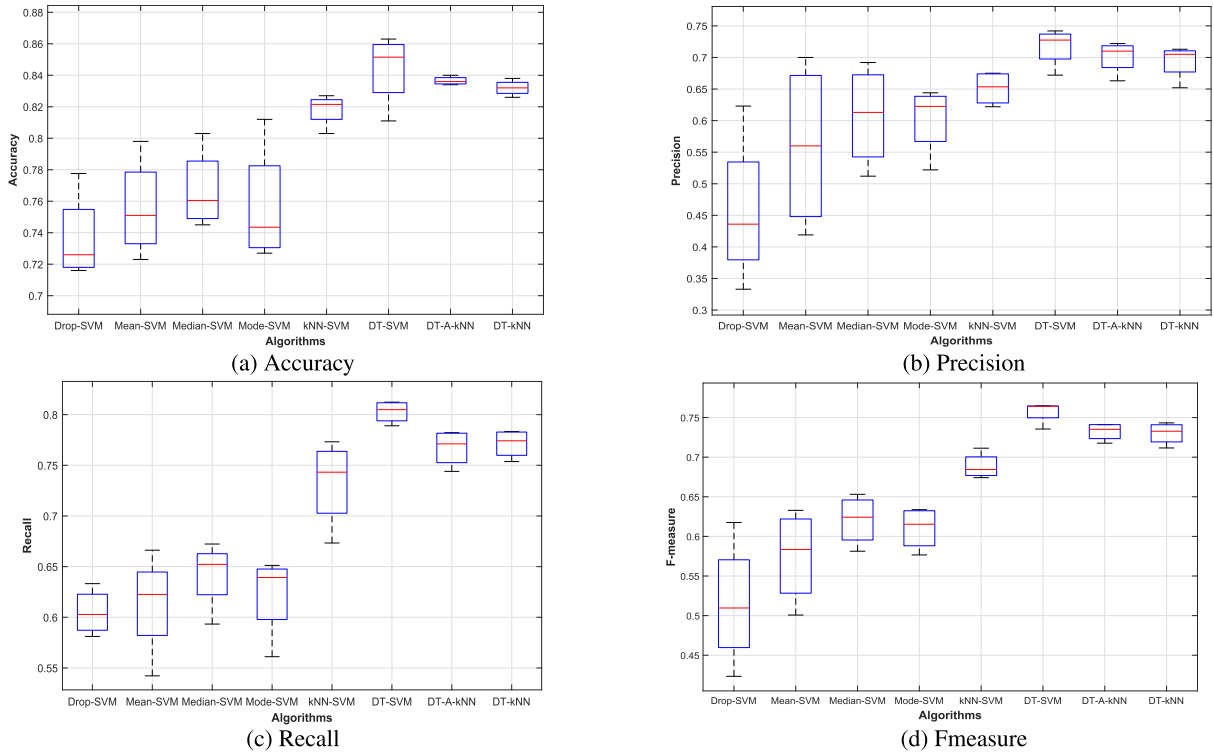 0.88
0.86
0.84
0.82
0.8
0.78
0.76
0.74
0.72
0.7
Accuracy
Drop-SVM Mean-SVM Median-SVM Mode-SVM kNN-SVM DT-SVM DT-A-kNN DT-kNN
Algorithms
(a) Accuracy
0.75
0.7
0.65
0.6
0.55
0.5
0.45
0.4
0.35
0.3
Precision
Drop-SVM Mean-SVM Median-SVM Mode-SVM kNN-SVM DT-SVM DT-A-kNN DT-kNN
Algorithms
(b) Precision
0.8
0.75
0.7
0.65
0.6
0.55
Recall
Drop-SVM Mean-SVM Median-SVM Mode-SVM kNN-SVM DT-SVM DT-A-kNN DT-kNN
Algorithms
(c) Recall
0.75
0.7
0.65
0.6
0.55
0.5
0.45
F-measure
Drop-SVM Mean-SVM Median-SVM Mode-SVM kNN-SVM DT-SVM DT-A-kNN DT-kNN
Algorithms
(d) Fmeasure